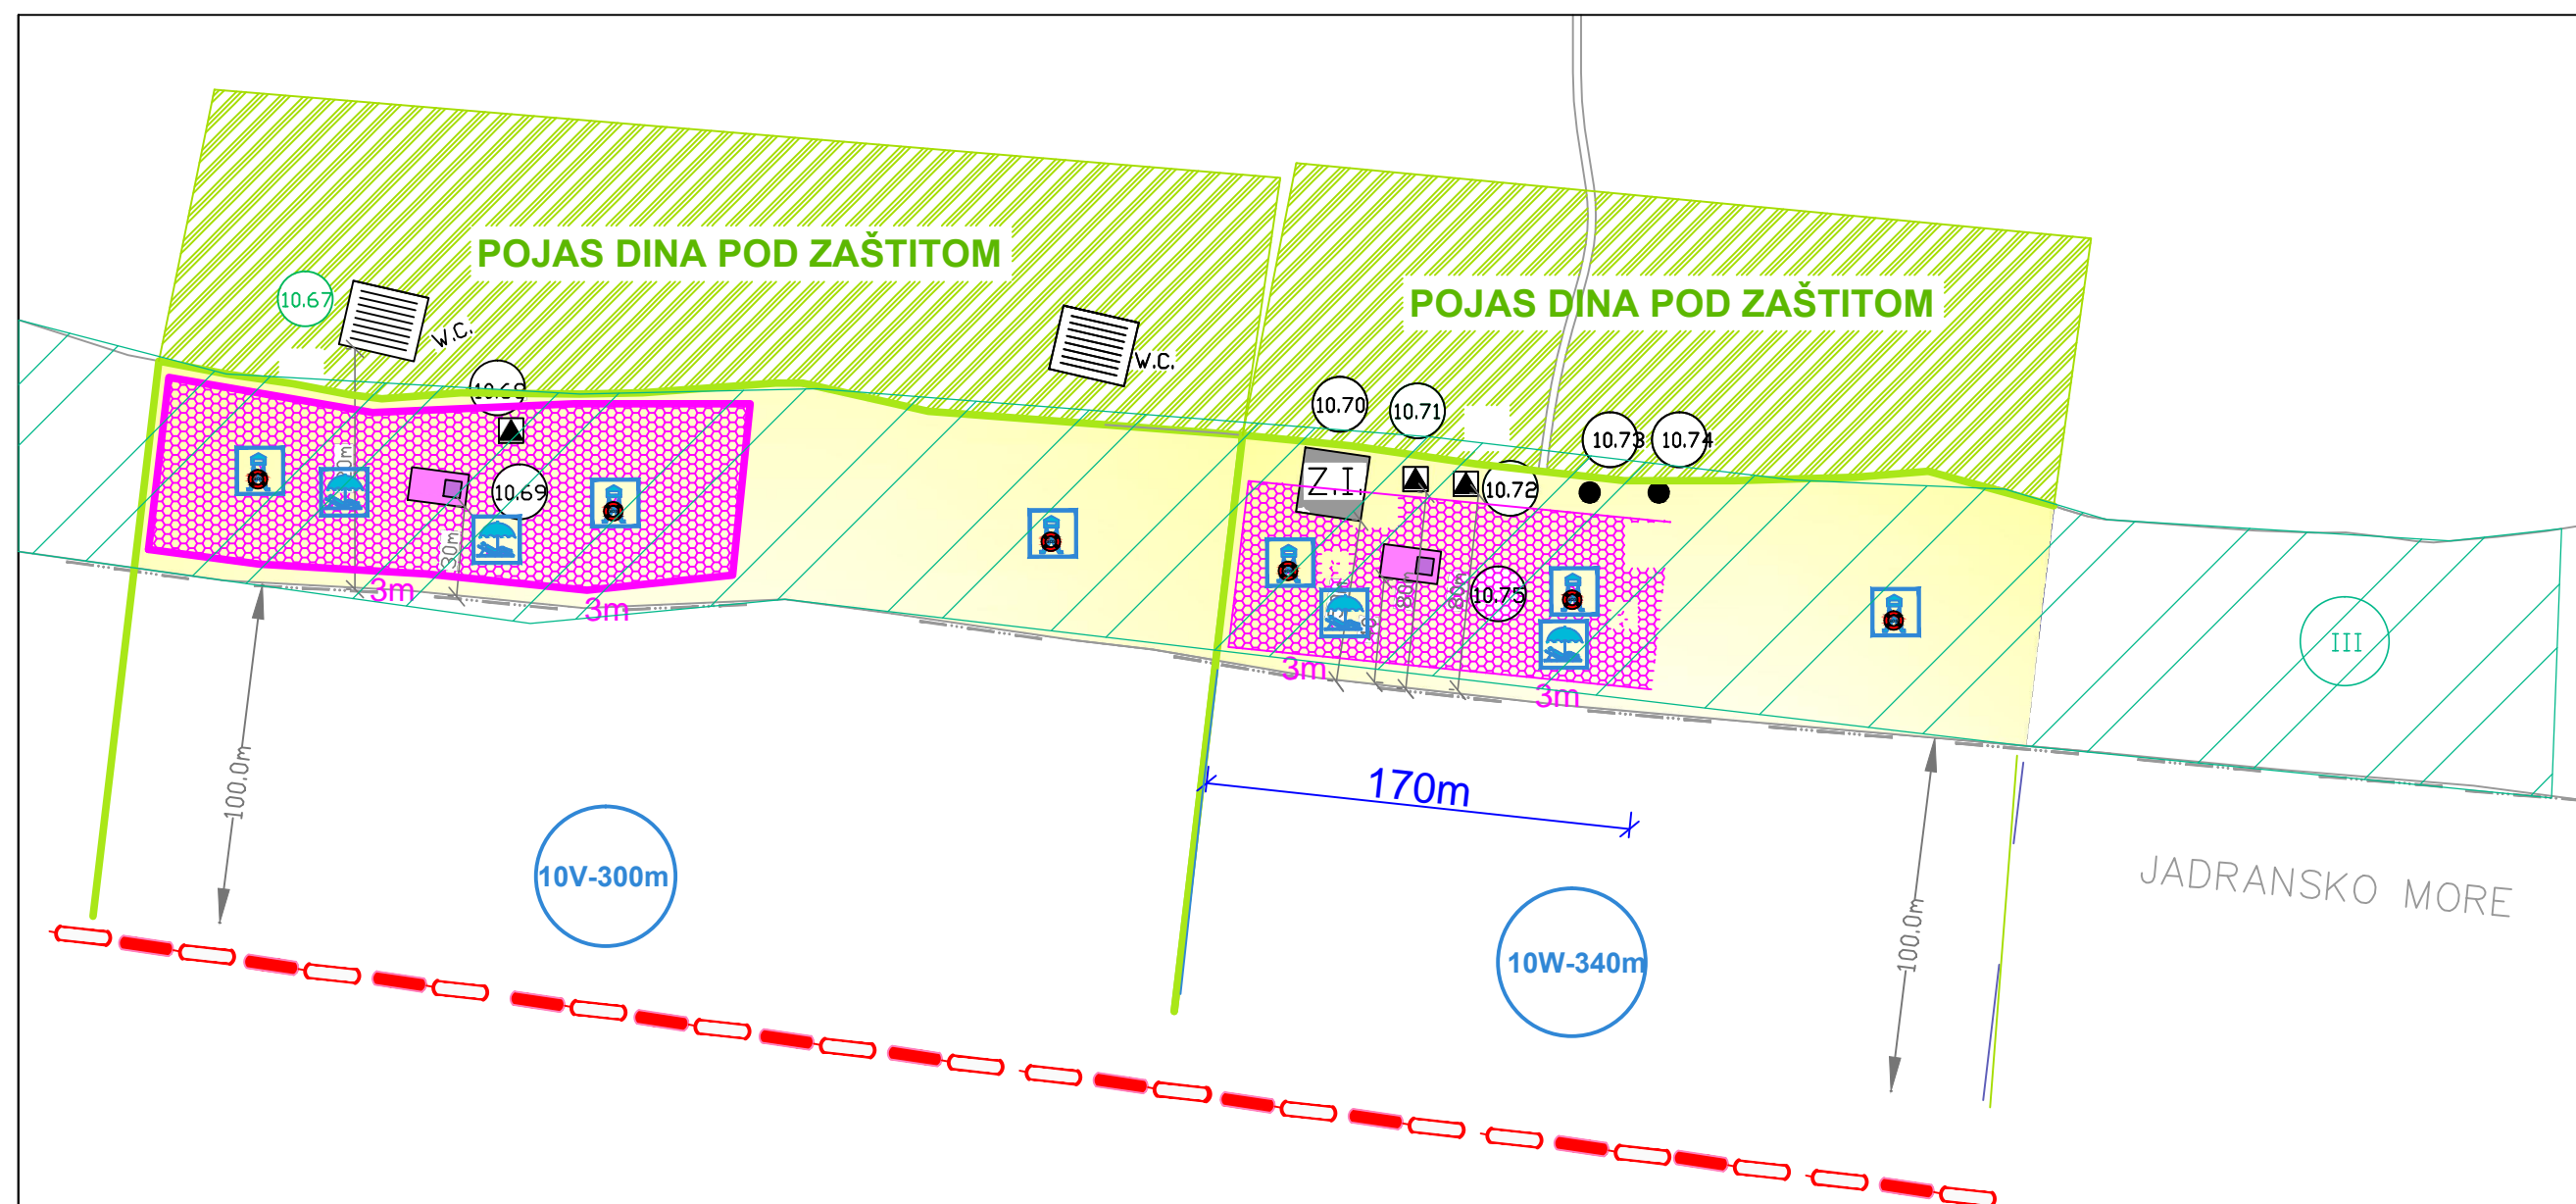 POJAS DINA POD ZAŠTITOM
POJAS DINA POD ZAŠTITOM
10.67
W.C.
W.C.
10.70
10.71
10.73
10.74
Z.I.
10.69
10.72
10.75
3m
3m
3m
3m
III
100.0m
170m
10V-300m
10W-340m
100.0m
JADRANSKO MORE